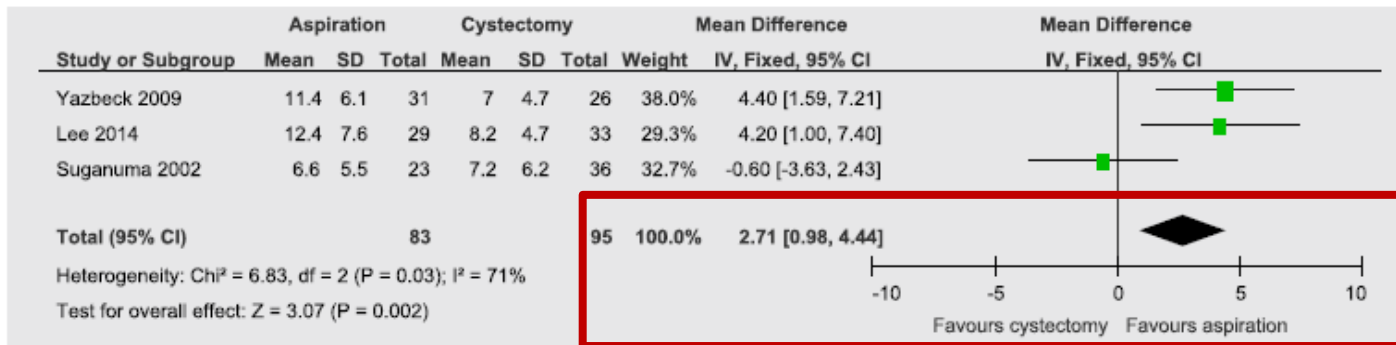 Aspiration Cystectomy Mean Difference Mean Difference
Study or Subgroup Mean SD Total Mean SD Total Weight IV, Fixed, 95% CI IV, Fixed, 95% CI
Yazbeck 2009 11.4 6.1 31 7 4.7 26 38.0% 4.40 [1.59, 7.21]
Lee 2014 12.4 7.6 29 8.2 4.7 33 29.3% 4.20 [1.00, 7.40]
Suganuma 2002 6.6 5.5 23 7.2 6.2 36 32.7% -0.60 [-3.63, 2.43]
Total (95% CI) 83 95 100.0% 2.71 [0.98, 4.44]
Heterogeneity: Chi² = 6.83, df = 2 (P = 0.03); I² = 71%
Test for overall effect: Z = 3.07 (P = 0.002)
-10 -5 0 5 10
Favours cystectomy Favours aspiration